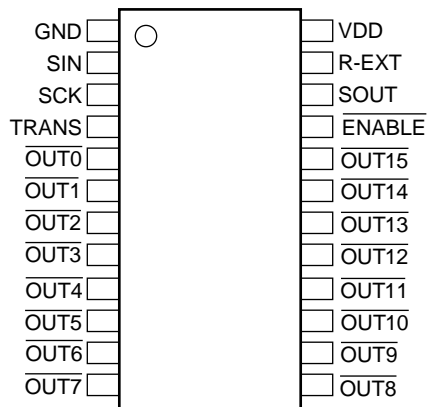 GND VDD
SIN R-EXT
SCK SOUT
TRANS ENABLE
OUT0 OUT15
OUT1 OUT14
OUT2 OUT13
OUT3 OUT12
OUT4 OUT11
OUT5 OUT10
OUT6 OUT9
OUT7 OUT8